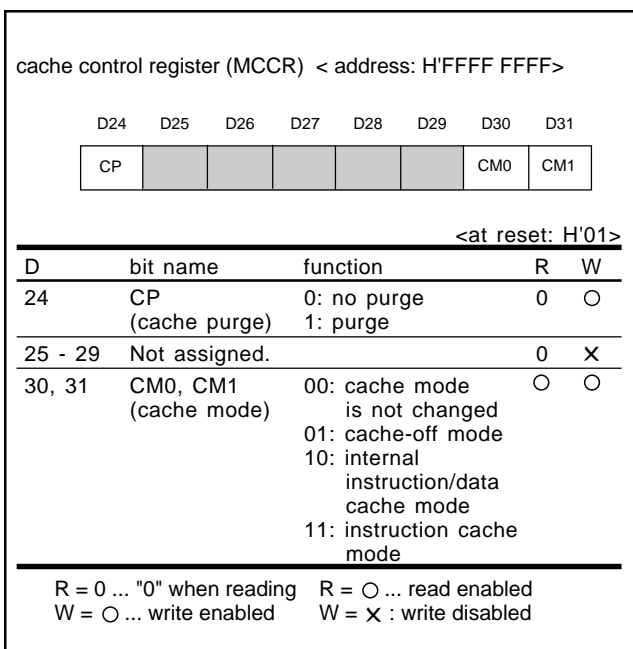 cache control register (MCCR) < address: H'FFFF FFFF>
D24 D25 D26 D27 D28 D29 D30 D31
CP CM0 CM1
<at reset: H'01>
D bit name function R W
24 CP 0: no purge 0 ○
(cache purge) 1: purge
25 - 29 Not assigned. 0 ×
30, 31 CM0, CM1 00: cache mode ○ ○
(cache mode) is not changed
01: cache-off mode
10: internal
instruction/data
cache mode
11: instruction cache
mode
R = 0 ... "0" when reading R = ○ ... read enabled
W = ○ ... write enabled W = × : write disabled